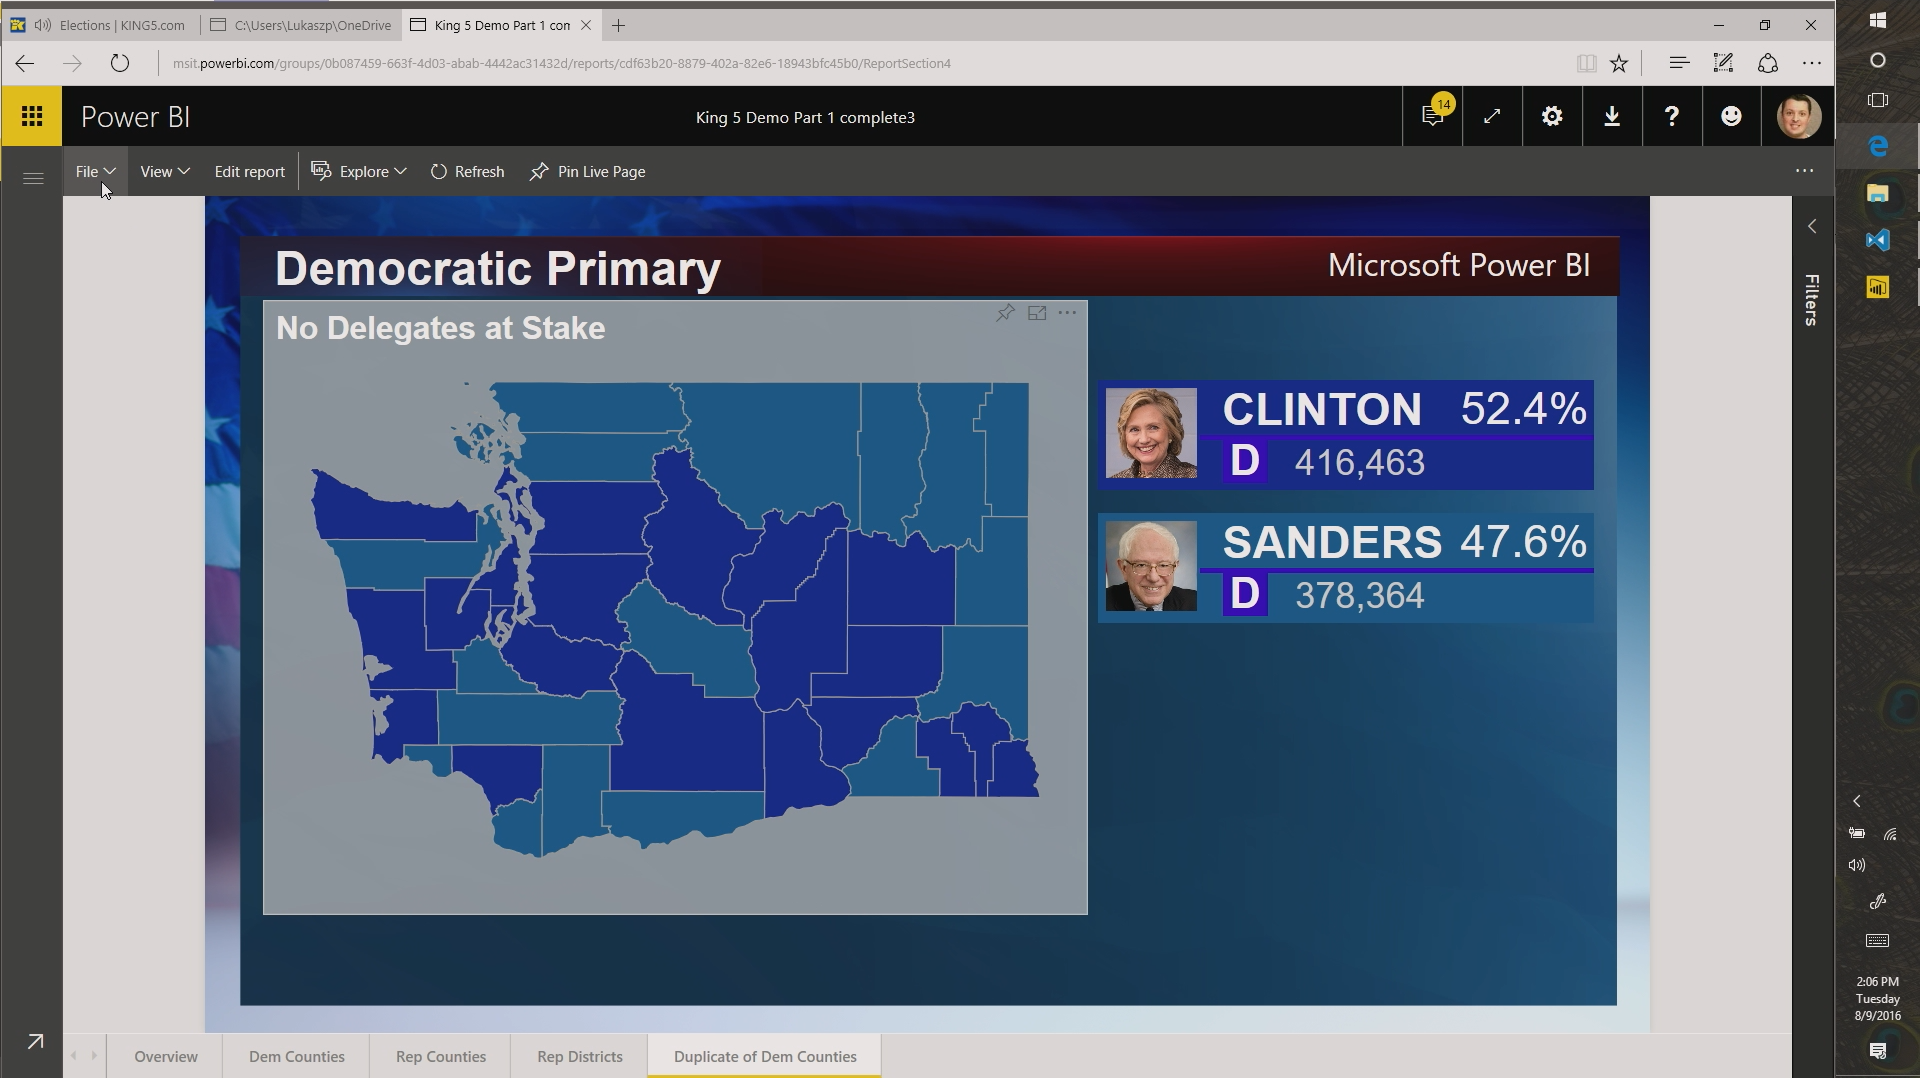 Elections | KING5.com
C:\Users\Lukaszp\OneDrive
King 5 Demo Part 1 con
msit.powerbi.com/groups/0b087459-663f-4d03-abab-4442ac31432d/reports/cdf63b20-8879-402a-82e6-18943bfc45b0/ReportSection4
Power BI
King 5 Demo Part 1 complete3
14
File
View
Edit report
Explore
Refresh
Pin Live Page
Democratic Primary
Microsoft Power BI
No Delegates at Stake
CLINTON 52.4%
D 416,463
SANDERS 47.6%
D 378,364
Filters
Overview
Dem Counties
Rep Counties
Rep Districts
Duplicate of Dem Counties
2:06 PM
Tuesday
8/9/2016